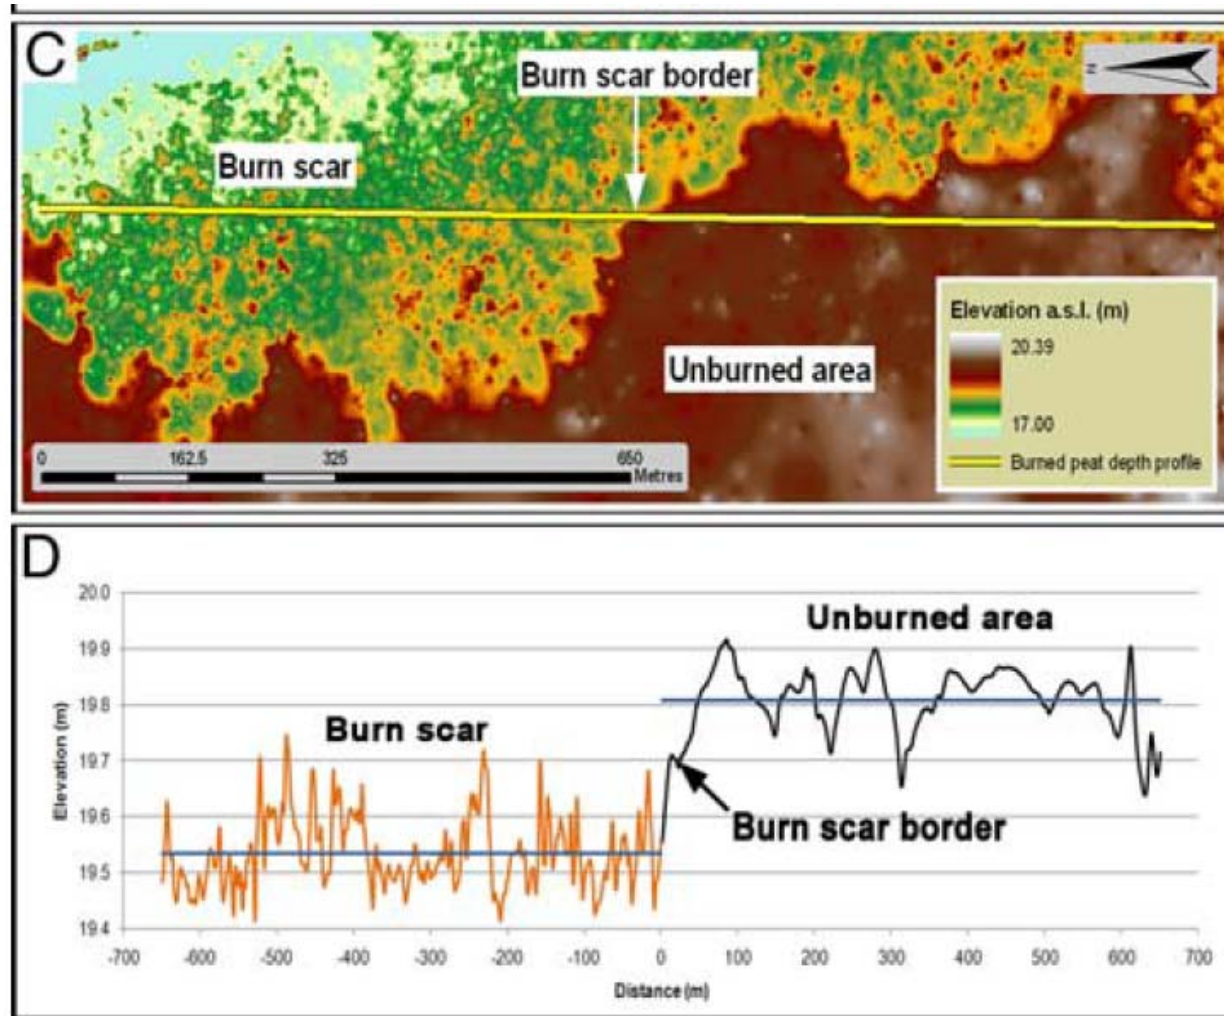 C
Burn scar border
N
Burn scar
Unburned area
Elevation a.s.l. (m)
20.39
17.00
Burned peat depth profile
0 162.5 325 650
Metres
D
20.0
19.9
19.8
19.7
19.6
19.5
19.4
Elevation (m)
Unburned area
Burn scar
Burn scar border
-700 -600 -500 -400 -300 -200 -100 0 100 200 300 400 500 600 700
Distance (m)